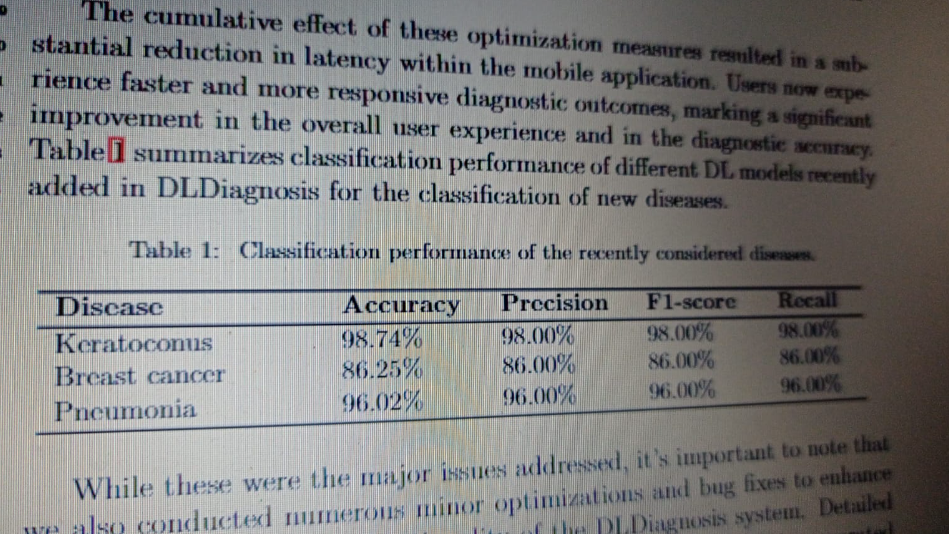 The cumulative effect of these optimization measures resulted in a sub-
stantial reduction in latency within the mobile application. Users now expe-
rience faster and more responsive diagnostic outcomes, marking a significant
improvement in the overall user experience and in the diagnostic accuracy.
Table 1 summarizes classification performance of different DL models recently
added in DLDiagnosis for the classification of new diseases.
Table 1: Classification performance of the recently considered diseases.
Disease Accuracy Precision F1-score Recall
Keratoconus 98.74% 98.00% 98.00% 98.00%
Breast cancer 86.25% 86.00% 86.00% 86.00%
Pneumonia 96.02% 96.00% 96.00% 96.00%
While these were the major issues addressed, it's important to note that
we also conducted numerous minor optimizations and bug fixes to enhance
of the DLDiagnosis system. Detailed